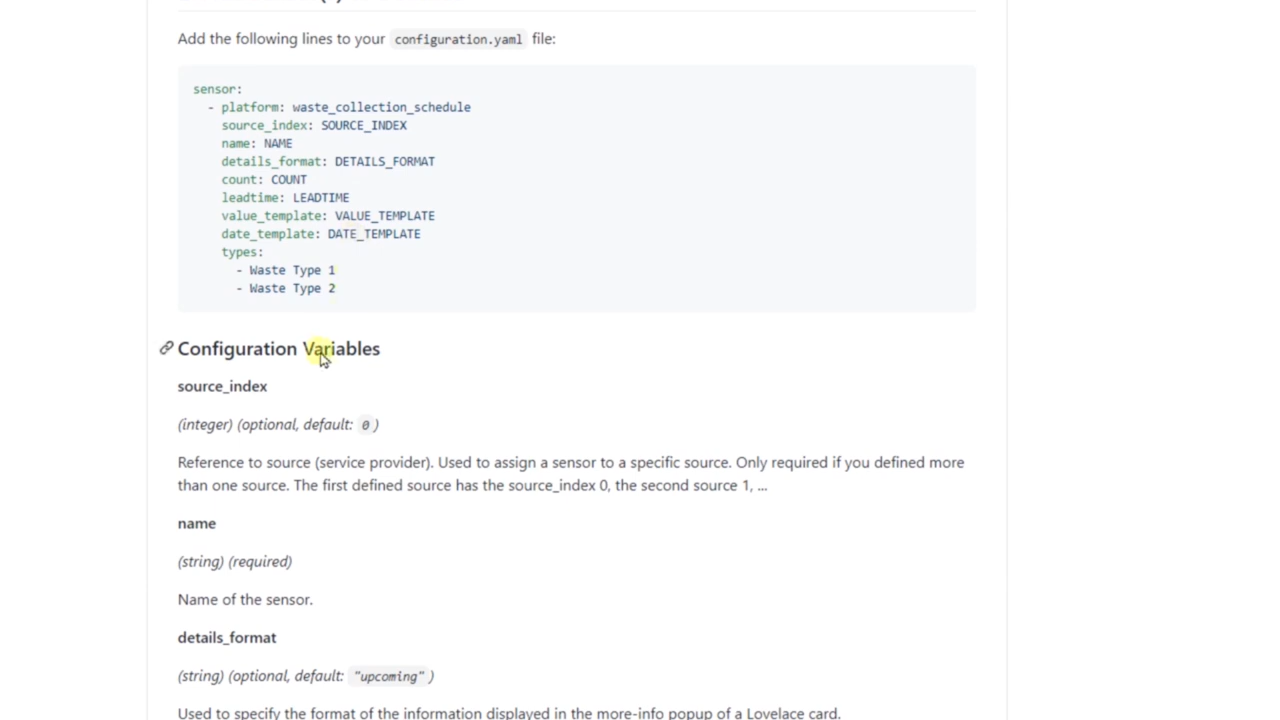 Add the following lines to your configuration.yaml file:
sensor:
- platform: waste_collection_schedule
source_index: SOURCE_INDEX
name: NAME
details_format: DETAILS_FORMAT
count: COUNT
leadtime: LEADTIME
value_template: VALUE_TEMPLATE
date_template: DATE_TEMPLATE
types:
- Waste Type 1
- Waste Type 2
Configuration Variables
source_index
(integer) (optional, default: 0 )
Reference to source (service provider). Used to assign a sensor to a specific source. Only required if you defined more
than one source. The first defined source has the source_index 0, the second source 1, ...
name
(string) (required)
Name of the sensor.
details_format
(string) (optional, default: "upcoming" )
Used to specify the format of the information displayed in the more-info popup of a Lovelace card.